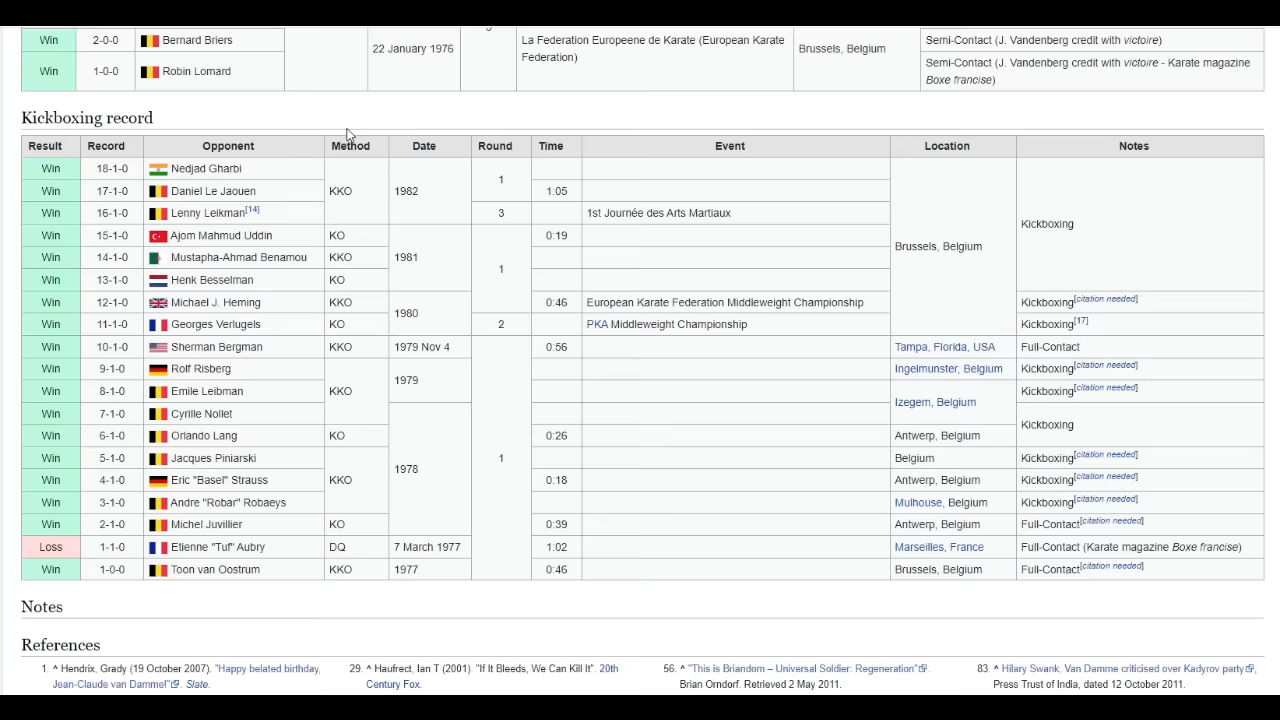 Win 2-0-0 Bernard Briers 22 January 1976 La Federation Europeene de Karate (European Karate Federation) Brussels, Belgium Semi-Contact (J. Vandenberg credit with victoire)
Win 1-0-0 Robin Lomard Semi-Contact (J. Vandenberg credit with victoire - Karate magazine Boxe francise)
Kickboxing record
Result Record Opponent Method Date Round Time Event Location Notes
Win 18-1-0 Nedjad Gharbi KKO 1982 1 Brussels, Belgium Kickboxing
Win 17-1-0 Daniel Le Jaouen 1:05
Win 16-1-0 Lenny Leikman[14] 3 1st Journée des Arts Martiaux
Win 15-1-0 Ajom Mahmud Uddin KO 1981 1 0:19
Win 14-1-0 Mustapha-Ahmad Benamou KKO
Win 13-1-0 Henk Besselman KO
Win 12-1-0 Michael J. Heming KKO 1980 0:46 European Karate Federation Middleweight Championship Kickboxing[citation needed]
Win 11-1-0 Georges Verlugels KO 2 PKA Middleweight Championship Kickboxing[17]
Win 10-1-0 Sherman Bergman KKO 1979 Nov 4 1 0:56 Tampa, Florida, USA Full-Contact
Win 9-1-0 Rolf Risberg KKO 1979 Ingelmunster, Belgium Kickboxing[citation needed]
Win 8-1-0 Emile Leibman Izegem, Belgium Kickboxing[citation needed]
Win 7-1-0 Cyrille Nollet 1978 Kickboxing
Win 6-1-0 Orlando Lang KO 0:26 Antwerp, Belgium
Win 5-1-0 Jacques Piniarski KKO Belgium Kickboxing[citation needed]
Win 4-1-0 Eric "Basel" Strauss 0:18 Antwerp, Belgium Kickboxing[citation needed]
Win 3-1-0 Andre "Robar" Robaeys Mulhouse, Belgium Kickboxing[citation needed]
Win 2-1-0 Michel Juvillier KO 0:39 Antwerp, Belgium Full-Contact[citation needed]
Loss 1-1-0 Etienne "Tuf" Aubry DQ 7 March 1977 1:02 Marseilles, France Full-Contact (Karate magazine Boxe francise)
Win 1-0-0 Toon van Oostrum KKO 1977 0:46 Brussels, Belgium Full-Contact[citation needed]
Notes
References
1. ^ Hendrix, Grady (19 October 2007). "Happy belated birthday, Jean-Claude van Damme!". Slate.
29. ^ Haufrect, Ian T (2001). "If It Bleeds, We Can Kill It". 20th Century Fox.
56. ^ "This is Briandom – Universal Soldier: Regeneration". Brian Orndorf. Retrieved 2 May 2011.
83. ^ Hilary Swank, Van Damme criticised over Kadyrov party, Press Trust of India, dated 12 October 2011.